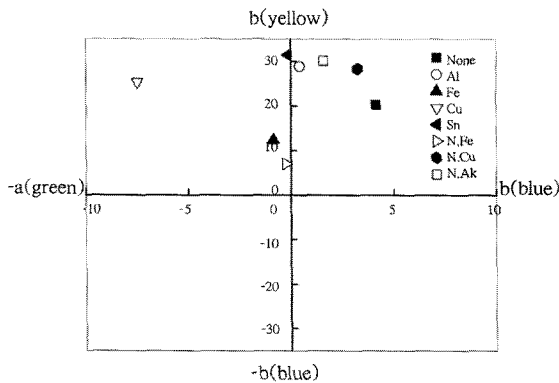 b(yellow)
30
20
10
-a(green)
-10
-5
0
5
10
b(blue)
-10
-20
-30
-b(blue)
None
Al
Fe
Cu
Sn
N,Fe
N,Cu
N,Ak